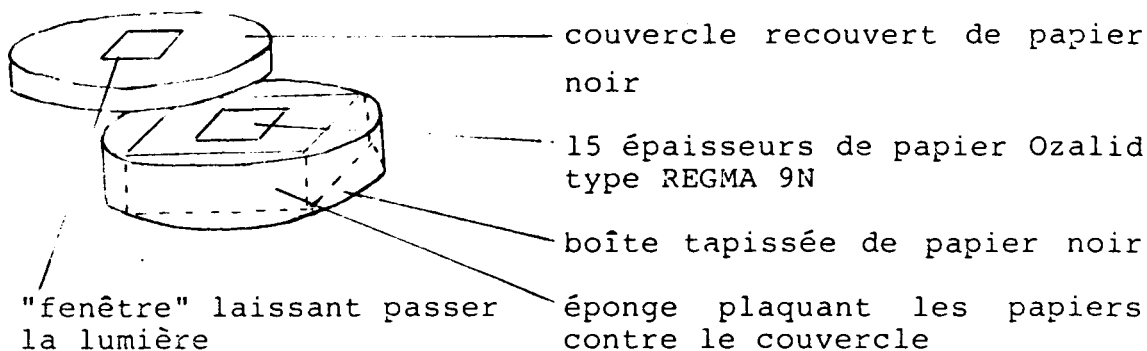 couvercle recouvert de papier
noir
15 épaisseurs de papier Ozalid
type REGMA 9N
boîte tapissée de papier noir
"fenêtre" laissant passer
la lumière
éponge plaquant les papiers
contre le couvercle